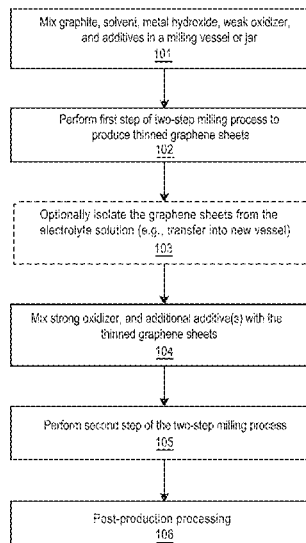 Mix graphite, solvent, metal hydroxide, weak oxidizer,
and additives in a milling vessel or jar
101
Perform first step of two-step milling process to
produce thinned graphene sheets
102
Optionally isolate the graphene sheets from the
electrolyte solution (e.g., transfer into new vessel)
103
Mix strong oxidizer, and additional additive(s) with the
thinned graphene sheets
104
Perform second step of the two-step milling process
105
Post-production processing
106